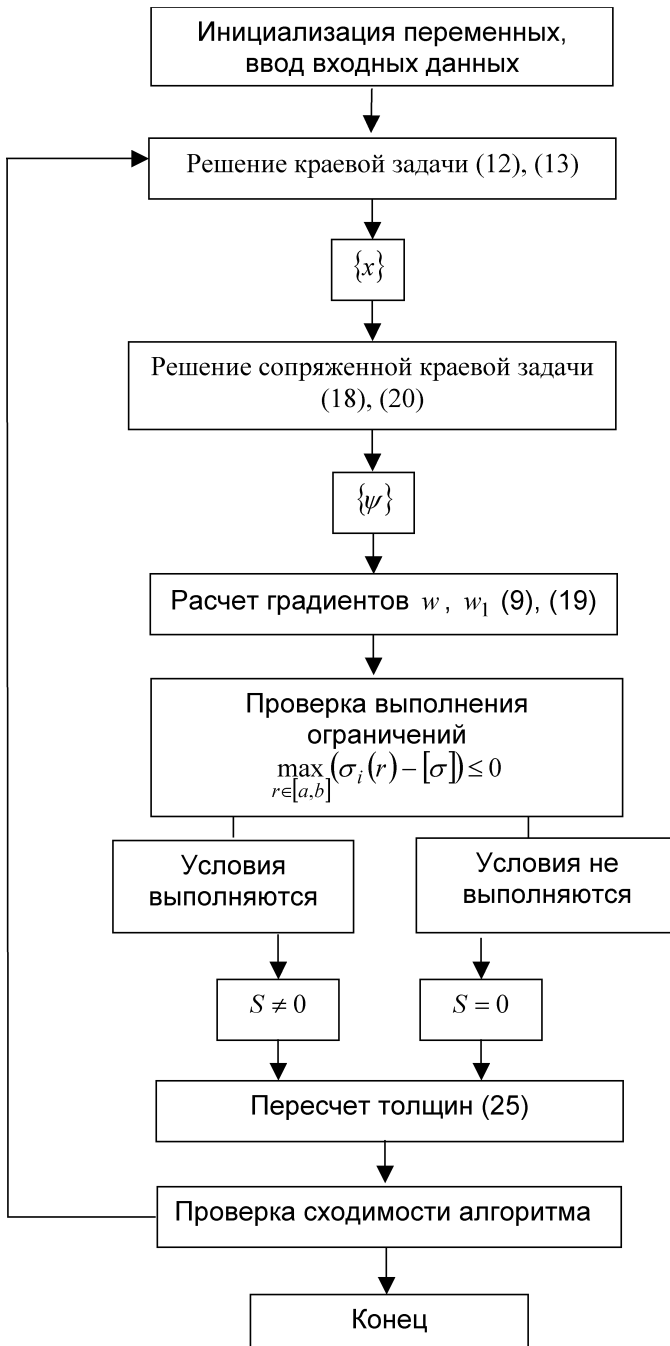 Инициализация переменных,
ввод входных данных
Решение краевой задачи (12), (13)
{x}
Решение сопряженной краевой задачи
(18), (20)
{ψ}
Расчет градиентов w , w₁ (9), (19)
Проверка выполнения
ограничений
max(σᵢ(r) − [σ]) ≤ 0
r∈[a,b]
Условия
выполняются
Условия не
выполняются
S ≠ 0
S = 0
Пересчет толщин (25)
Проверка сходимости алгоритма
Конец